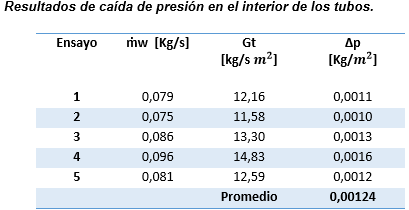 Resultados de caída de presión en el interior de los tubos.
Ensayo ṁw [Kg/s] Gt [kg/s m²] Δp [Kg/m²]
1 0,079 12,16 0,0011
2 0,075 11,58 0,0010
3 0,086 13,30 0,0013
4 0,096 14,83 0,0016
5 0,081 12,59 0,0012
Promedio 0,00124